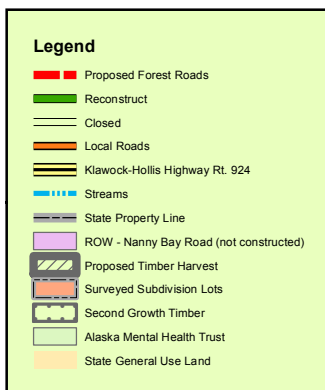 Legend
Proposed Forest Roads
Reconstruct
Closed
Local Roads
Klawock-Hollis Highway Rt. 924
Streams
State Property Line
ROW - Nanny Bay Road (not constructed)
Proposed Timber Harvest
Surveyed Subdivision Lots
Second Growth Timber
Alaska Mental Health Trust
State General Use Land